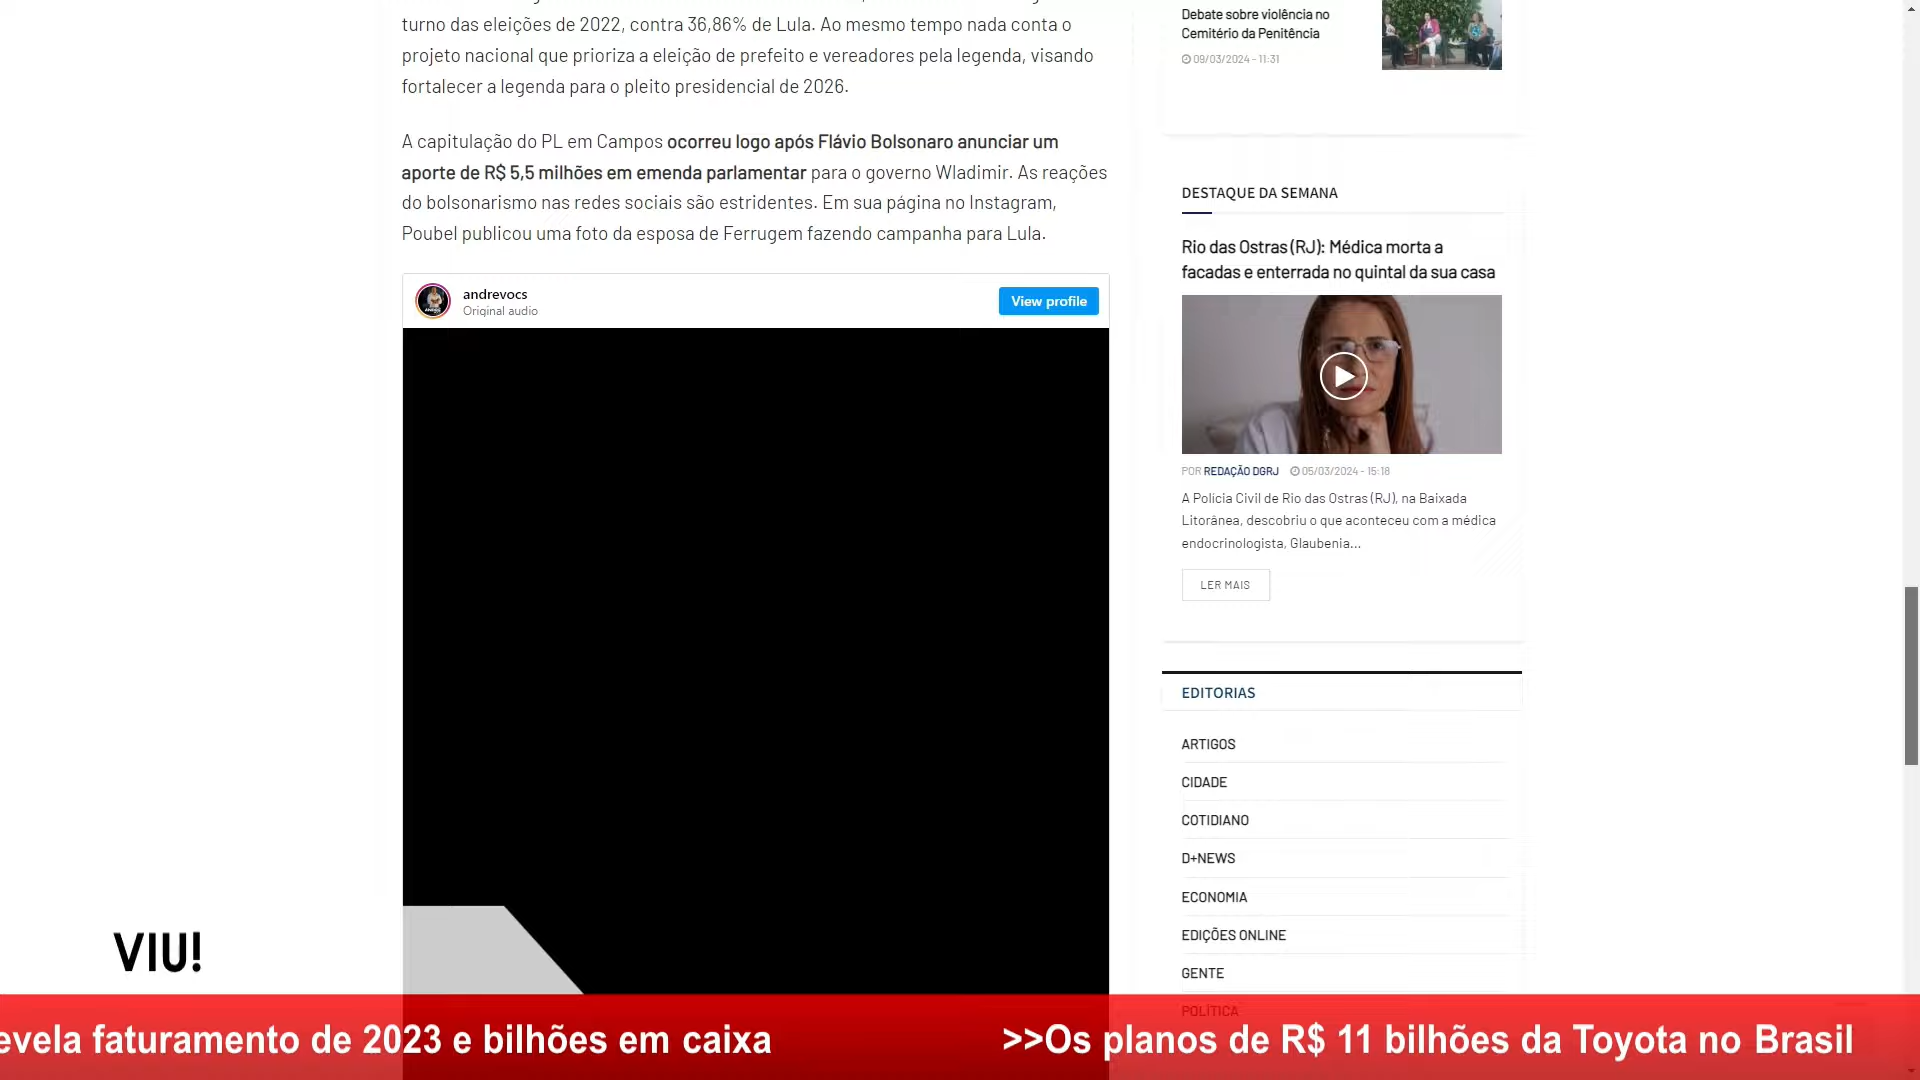 turno das eleições de 2022, contra 36,86% de Lula. Ao mesmo tempo nada conta o
projeto nacional que prioriza a eleição de prefeito e vereadores pela legenda, visando
fortalecer a legenda para o pleito presidencial de 2026.
A capitulação do PL em Campos ocorreu logo após Flávio Bolsonaro anunciar um
aporte de R$ 5,5 milhões em emenda parlamentar para o governo Wladimir. As reações
do bolsonarismo nas redes sociais são estridentes. Em sua página no Instagram,
Poubel publicou uma foto da esposa de Ferrugem fazendo campanha para Lula.
andrevocs
Original audio
View profile
Debate sobre violência no
Cemitério da Penitência
09/03/2024 - 11:31
DESTAQUE DA SEMANA
Rio das Ostras (RJ): Médica morta a
facadas e enterrada no quintal da sua casa
POR REDAÇÃO DGRJ 05/03/2024 - 15:18
A Polícia Civil de Rio das Ostras (RJ), na Baixada
Litorânea, descobriu o que aconteceu com a médica
endocrinologista, Glaubenia...
LER MAIS
EDITORIAS
ARTIGOS
CIDADE
COTIDIANO
D+NEWS
ECONOMIA
EDIÇÕES ONLINE
GENTE
POLÍTICA
VIU!
evela faturamento de 2023 e bilhões em caixa
>>Os planos de R$ 11 bilhões da Toyota no Brasil